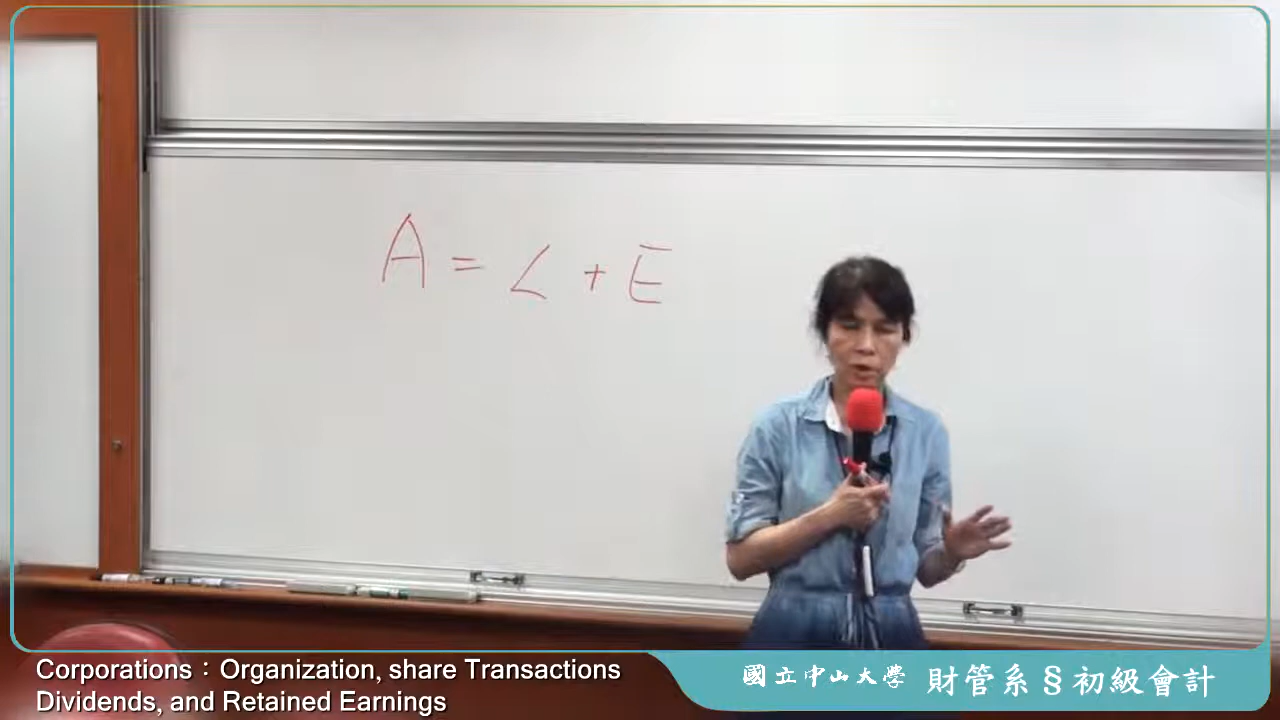 A = L + E
Corporations：Organization, share Transactions
Dividends, and Retained Earnings
國立中山大學 財管系§初級會計